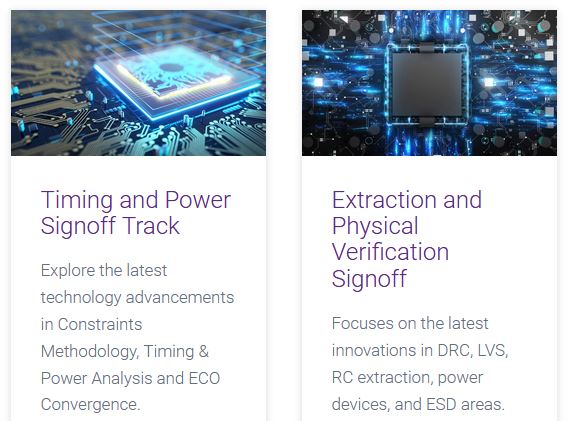 Timing and Power
Signoff Track
Explore the latest
technology advancements
in Constraints
Methodology, Timing &
Power Analysis and ECO
Convergence.
Extraction and
Physical
Verification
Signoff
Focuses on the latest
innovations in DRC, LVS,
RC extraction, power
devices, and ESD areas.